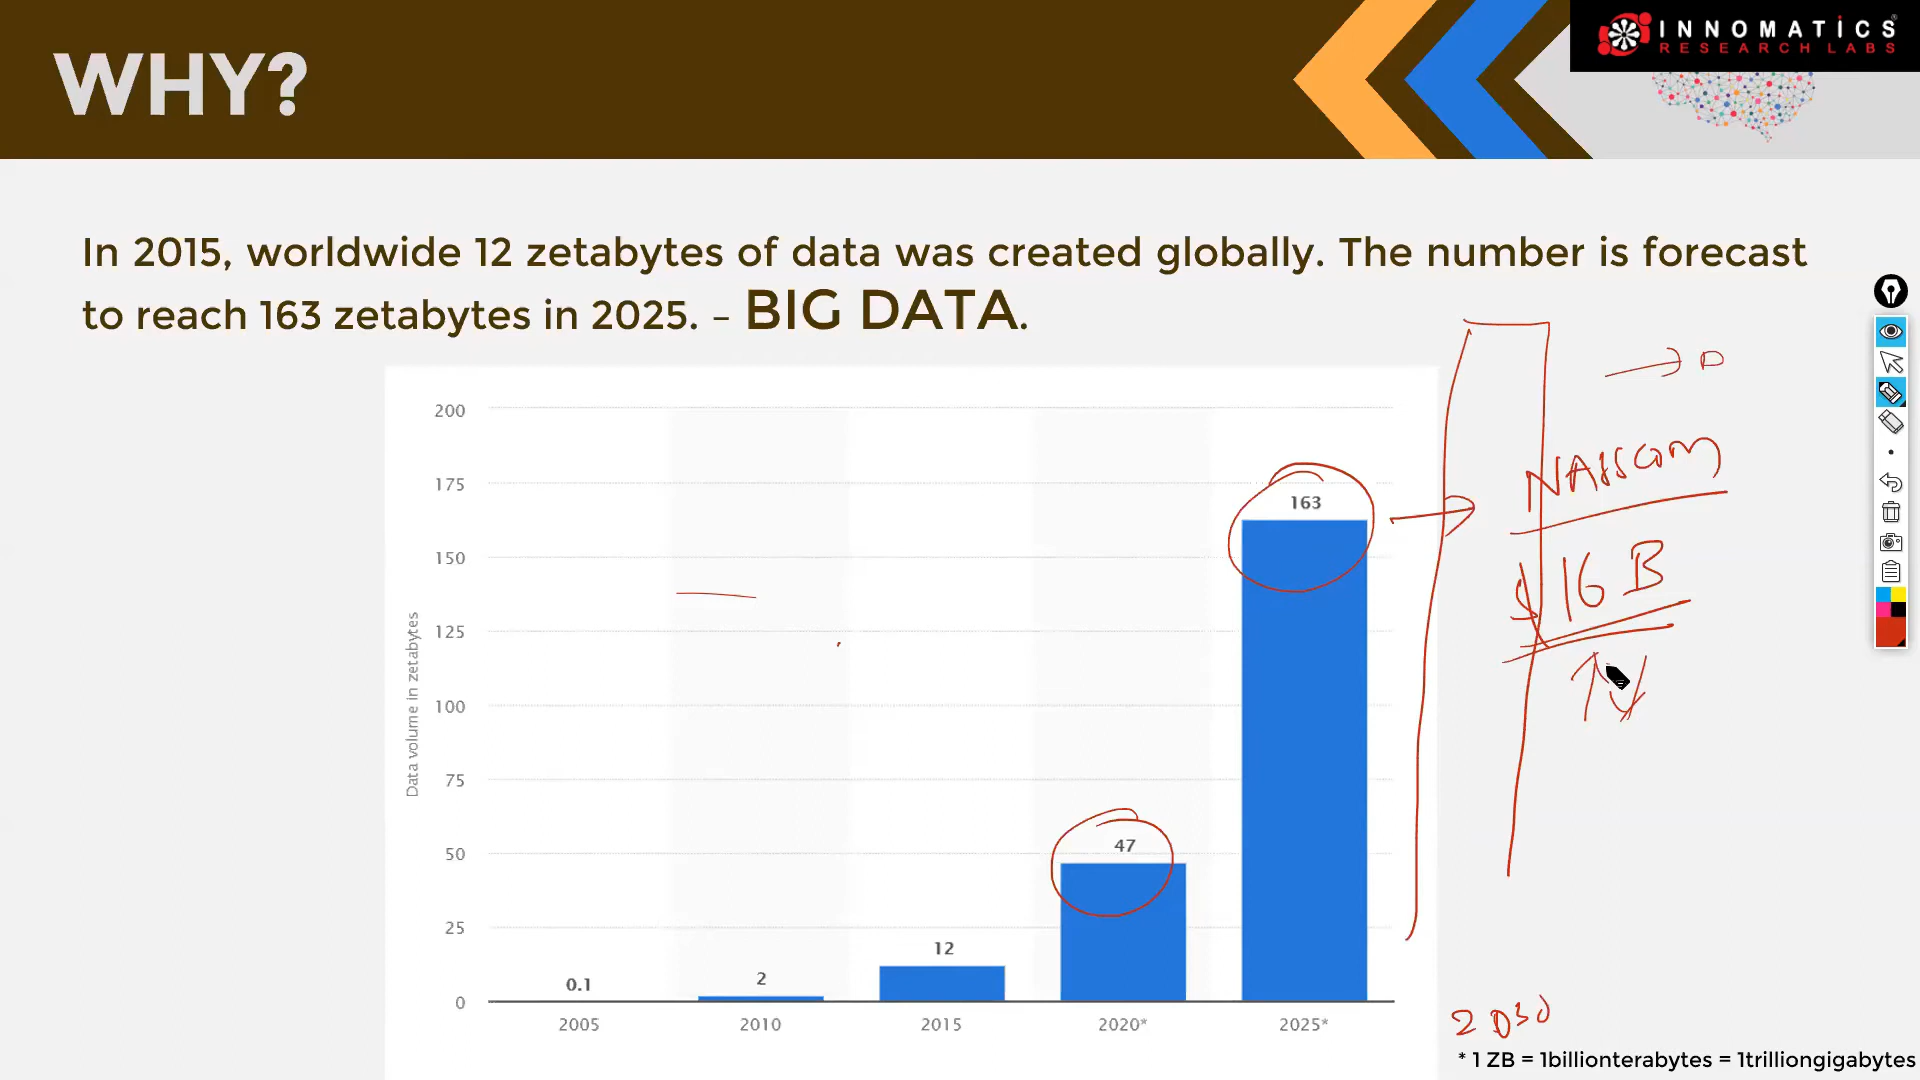 WHY?
INNOMATICS
RESEARCH LABS
In 2015, worldwide 12 zetabytes of data was created globally. The number is forecast
to reach 163 zetabytes in 2025. – BIG DATA.
D
NASSCOM
$ 16 B
Data volume in zetabytes
200
175
150
125
100
75
50
25
0
0.1
2
12
47
163
2005
2010
2015
2020*
2025*
2030
* 1 ZB = 1billionterabytes = 1trilliongigabytes